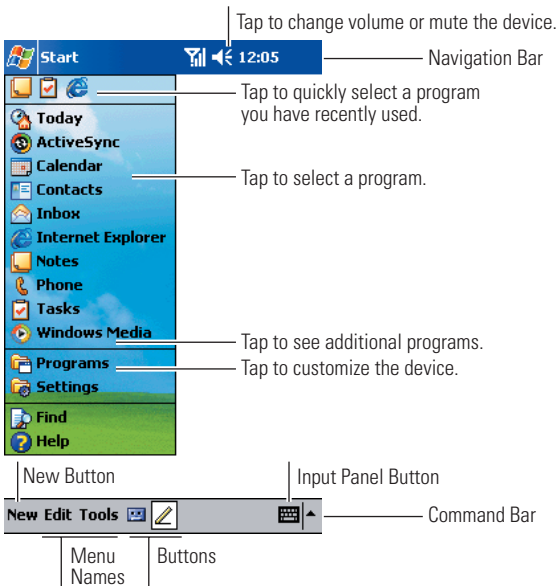 Tap to change volume or mute the device.
Start 12:05
Navigation Bar
Tap to quickly select a program
you have recently used.
Today
ActiveSync
Calendar
Tap to select a program.
Contacts
Inbox
Internet Explorer
Notes
Phone
Tasks
Windows Media
Tap to see additional programs.
Programs
Tap to customize the device.
Settings
Find
Help
New Button
Input Panel Button
New Edit Tools
Command Bar
Menu
Names
Buttons